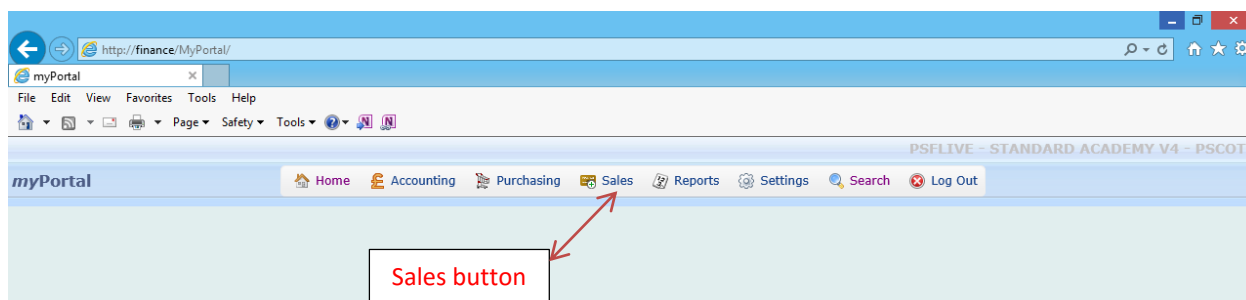 http://finance/MyPortal/
myPortal
File Edit View Favorites Tools Help
Page Safety Tools
PSFLIVE - STANDARD ACADEMY V4 - PSCOT
myPortal Home Accounting Purchasing Sales Reports Settings Search Log Out
Sales button